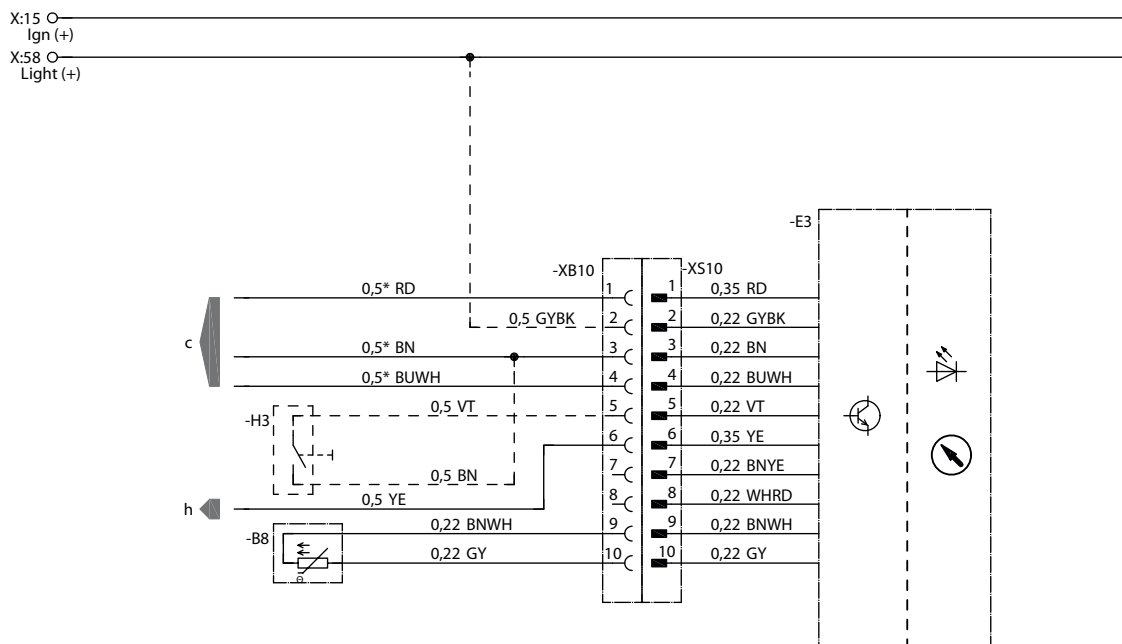 X:15
Ign (+)
X:58
Light (+)
-E3
-XB10
-XS10
0,5* RD
1
1
0,35 RD
0,5 GYBK
2
2
0,22 GYBK
c
0,5* BN
3
3
0,22 BN
0,5* BUWH
4
4
0,22 BUWH
-H3
0,5 VT
5
5
0,22 VT
6
6
0,35 YE
0,5 BN
7
7
0,22 BNYE
h
0,5 YE
8
8
0,22 WHRD
-B8
0,22 BNWH
9
9
0,22 BNWH
0,22 GY
10
10
0,22 GY
Θ